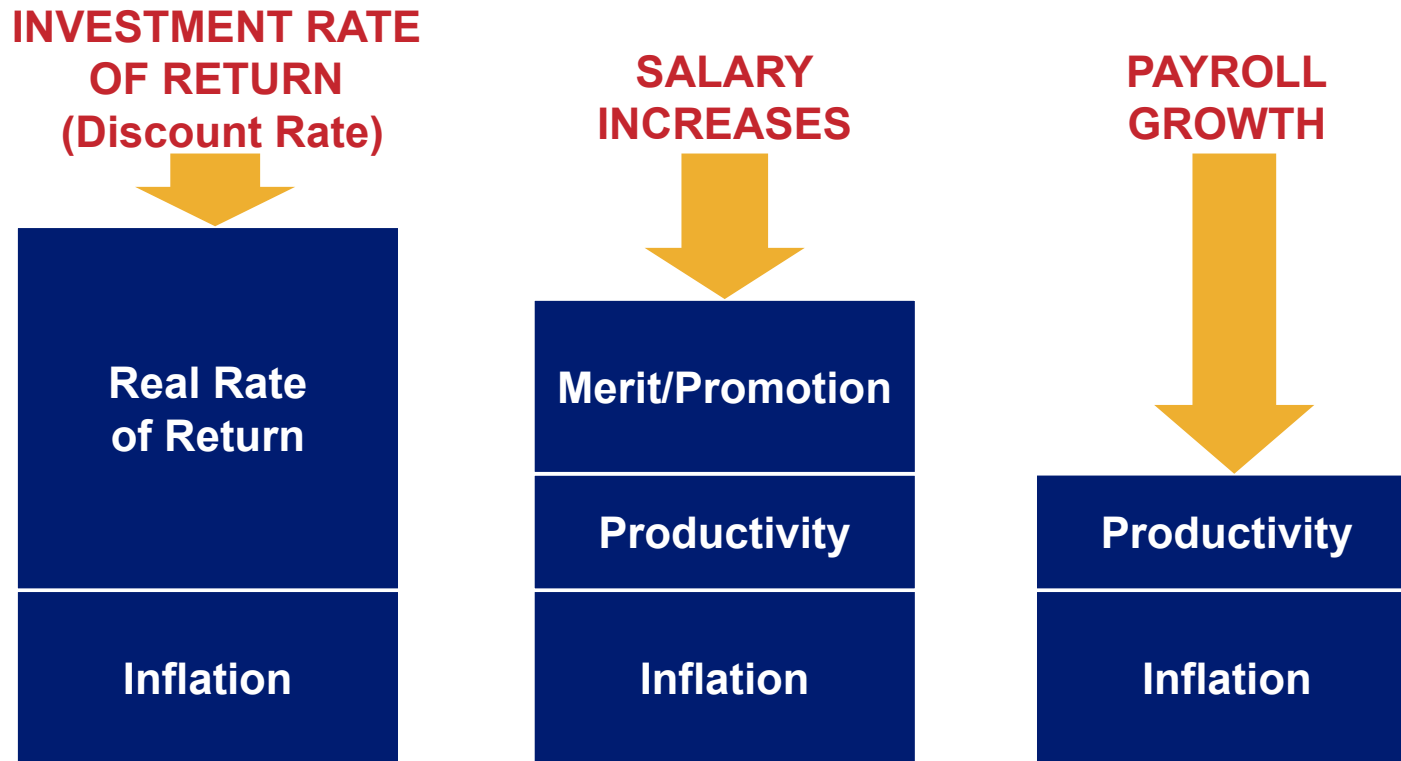 INVESTMENT RATE
OF RETURN
(Discount Rate)
Real Rate
of Return
Inflation
SALARY
INCREASES
Merit/Promotion
Productivity
Inflation
PAYROLL
GROWTH
Productivity
Inflation